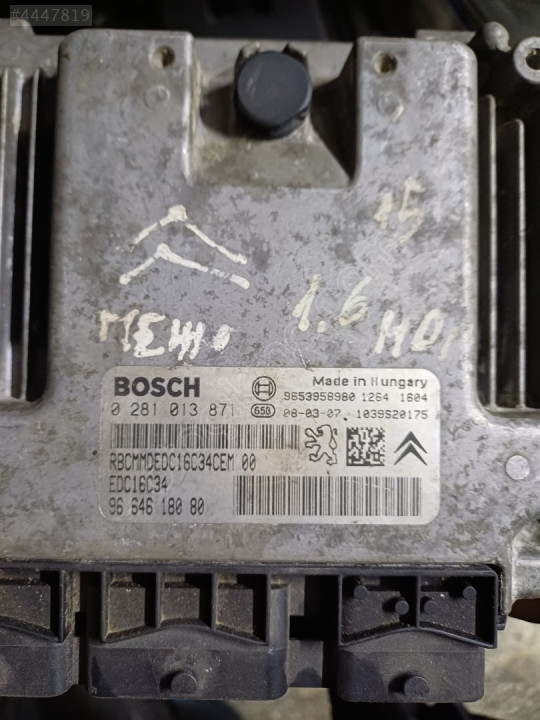 #4447819
15
1.6 HDi
BOSCH
Made in Hungary
0 281 013 871
9653958980 1264 1604
G50 08-03-07 1039S20175
RBCMMDEDC16C34CEM 00
EDC16C34
96 646 180 80